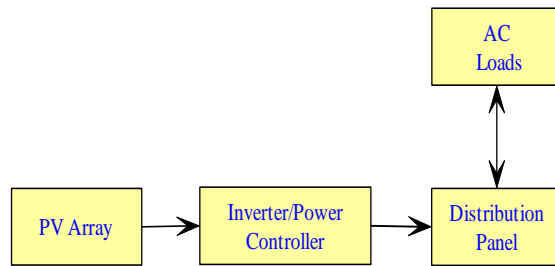 AC
Loads
PV Array
Inverter/Power
Controller
Distribution
Panel